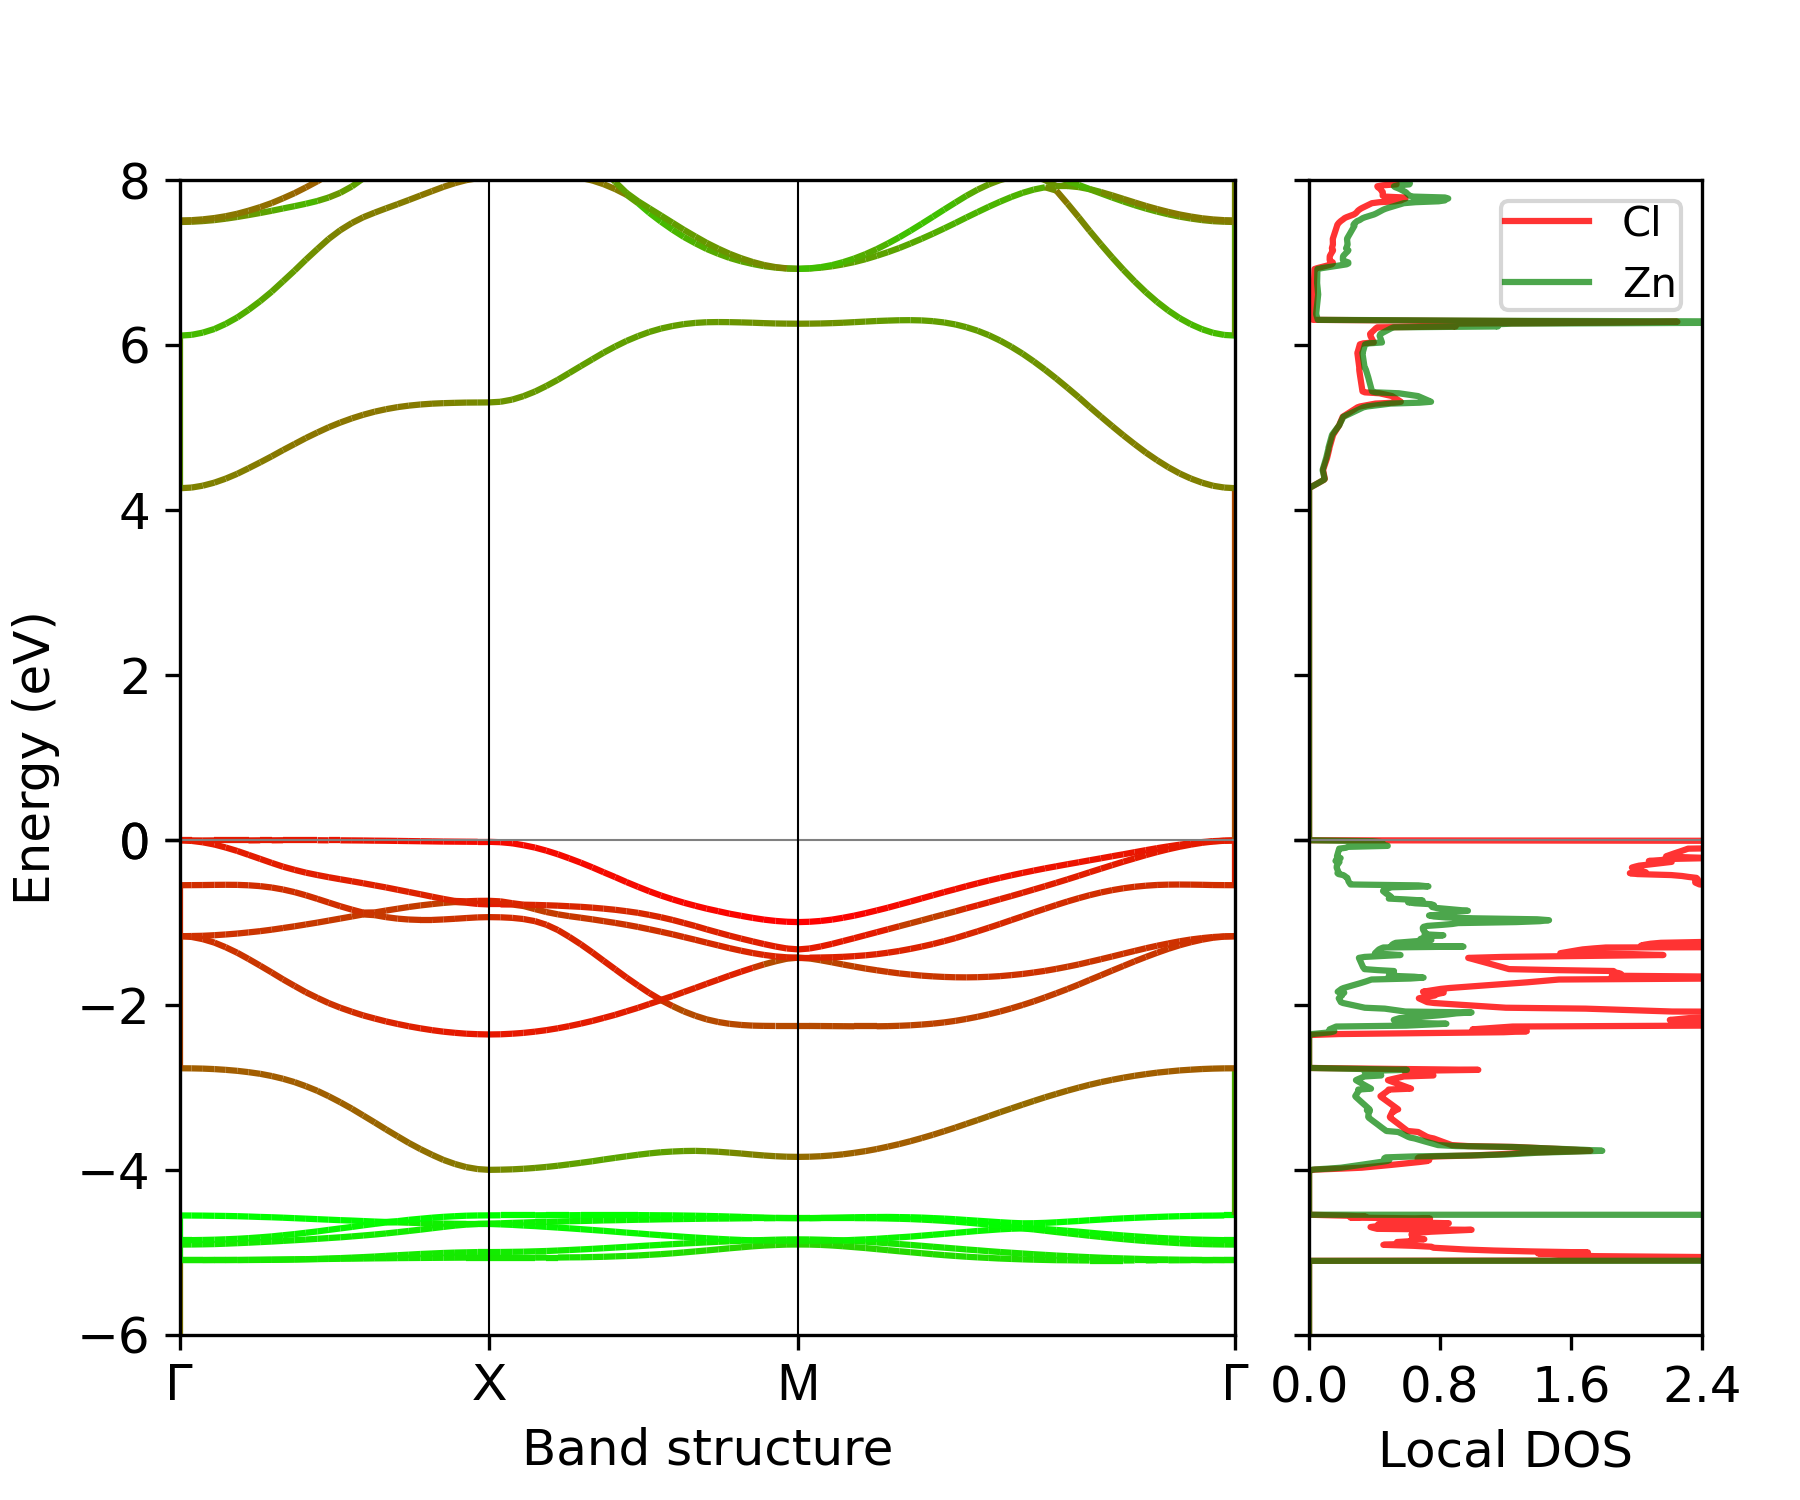 8
6
4
2
0
−2
−4
−6
Energy (eV)
Γ X M Γ
Band structure
Cl
Zn
0.0 0.8 1.6 2.4
Local DOS